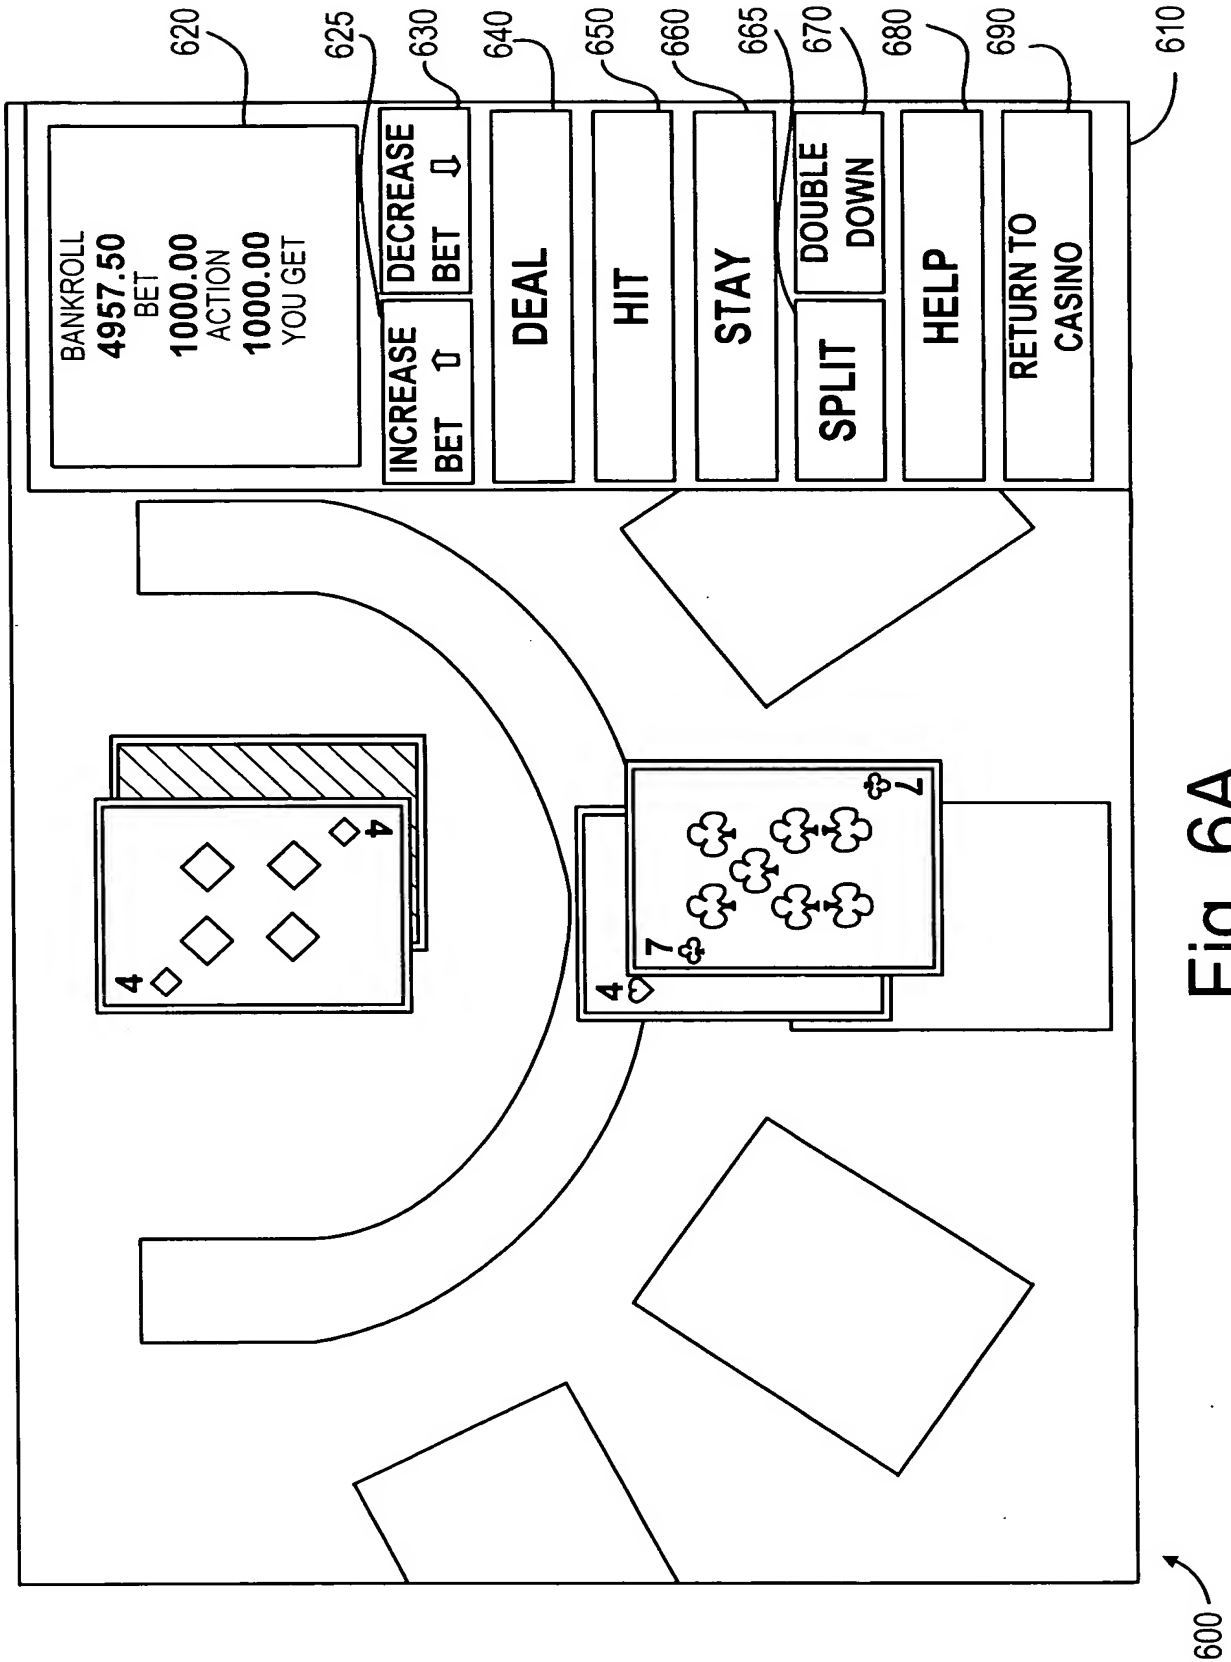 BANKROLL
4957.50
BET
1000.00
ACTION
1000.00
YOU GET
INCREASE
BET
DECREASE
BET
DEAL
HIT
STAY
SPLIT
DOUBLE
DOWN
HELP
RETURN TO
CASINO
620
625
630
640
650
660
665
670
680
690
610
600
4
4
4
7
7
Fig. 6A